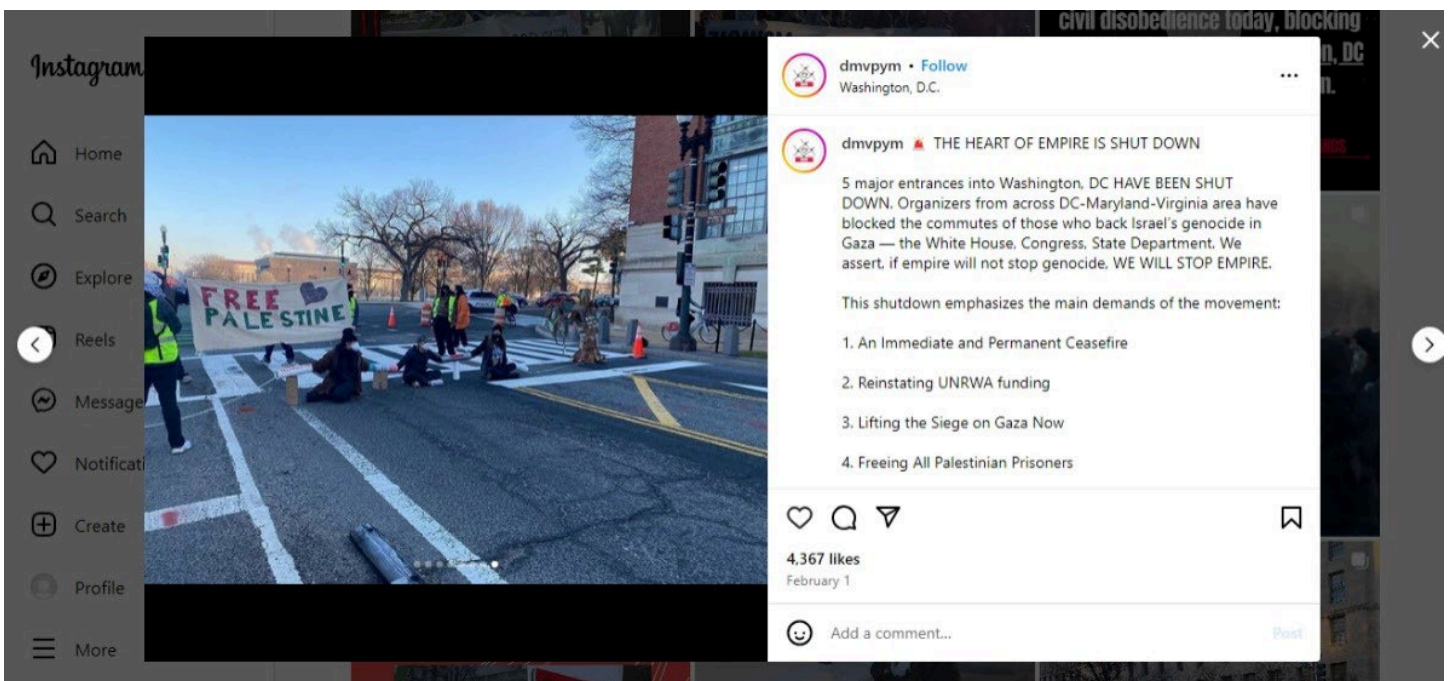 civil disobedience today, blocking
n, DC
n.
Instagram
Home
Search
Explore
Reels
Message
Notificati
Create
Profile
More
FREE
PALESTINE
dmvpym • Follow
Washington, D.C.
dmvpym 🚨 THE HEART OF EMPIRE IS SHUT DOWN
5 major entrances into Washington, DC HAVE BEEN SHUT
DOWN. Organizers from across DC-Maryland-Virginia area have
blocked the commutes of those who back Israel's genocide in
Gaza — the White House, Congress, State Department. We
assert, if empire will not stop genocide, WE WILL STOP EMPIRE.
This shutdown emphasizes the main demands of the movement:
1. An Immediate and Permanent Ceasefire
2. Reinstating UNRWA funding
3. Lifting the Siege on Gaza Now
4. Freeing All Palestinian Prisoners
4,367 likes
February 1
Add a comment...
Post